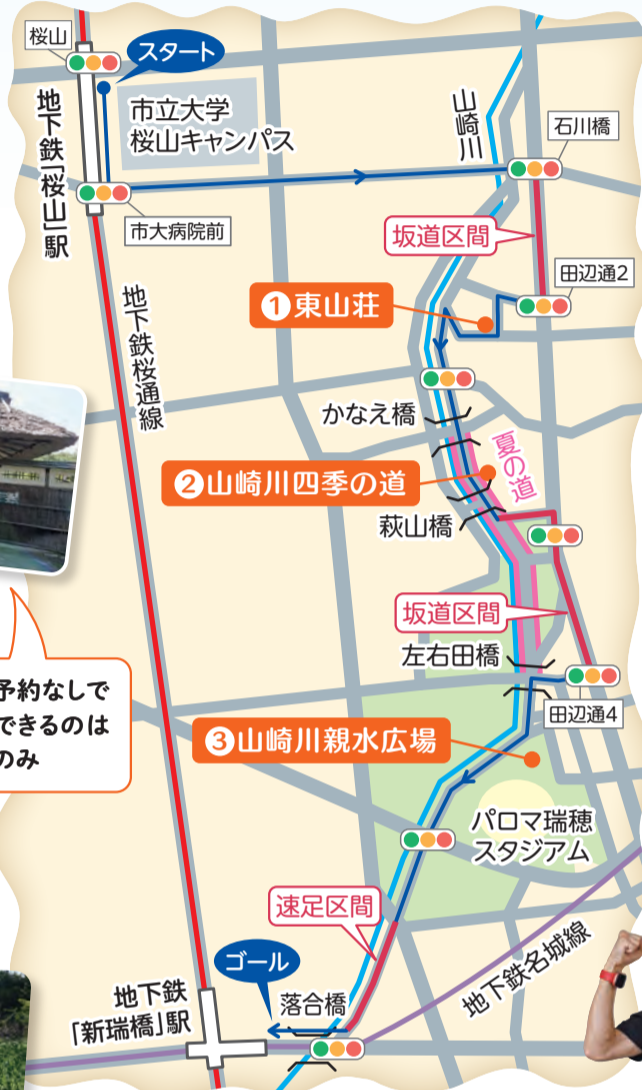 桜山
スタート
地下鉄「桜山」駅
市立大学
桜山キャンパス
山崎川
石川橋
市大病院前
坂道区間
田辺通2
❶東山荘
地下鉄桜通線
かなえ橋
夏の道
❷山崎川四季の道
萩山橋
坂道区間
左右田橋
予約なしで
できるのは
のみ
田辺通4
❸山崎川親水広場
パロマ瑞穂
スタジアム
速足区間
ゴール
地下鉄名城線
地下鉄
「新瑞橋」駅
落合橋